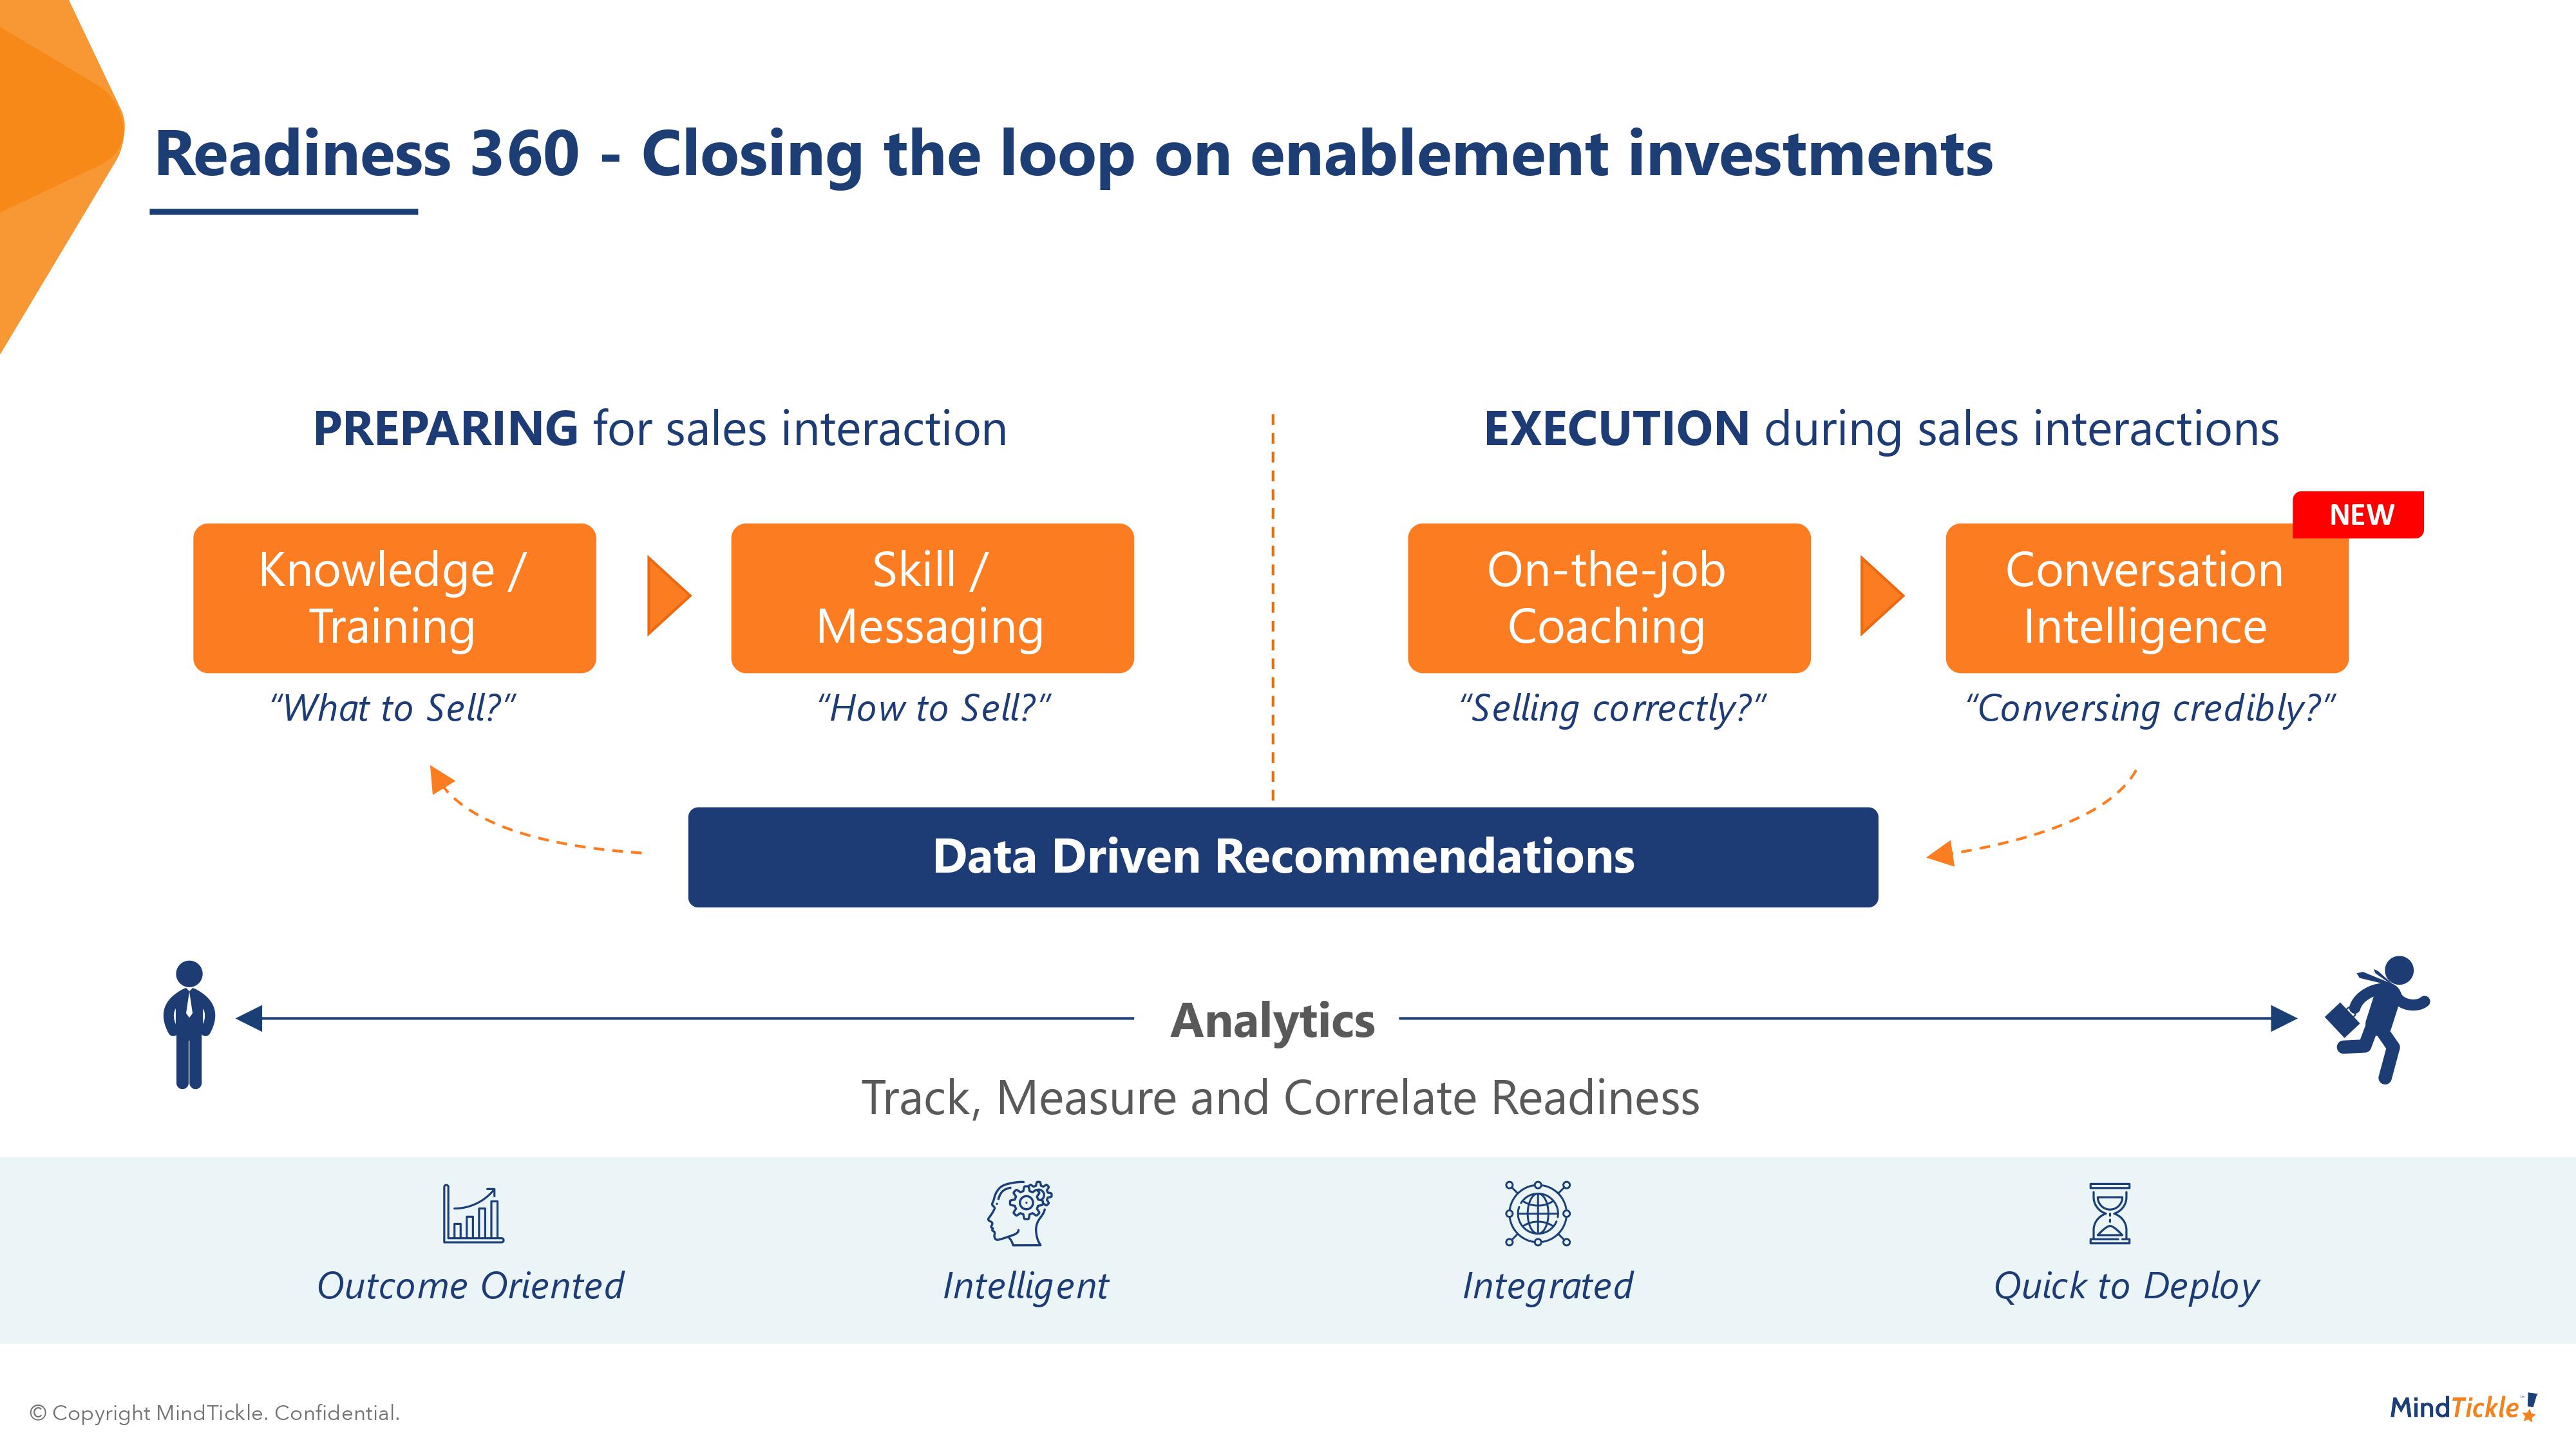 Readiness 360 - Closing the loop on enablement investments
PREPARING for sales interaction
EXECUTION during sales interactions
NEW
Knowledge /
Training
Skill /
Messaging
On-the-job
Coaching
Conversation
Intelligence
“What to Sell?”
“How to Sell?”
“Selling correctly?”
“Conversing credibly?”
Data Driven Recommendations
Analytics
Track, Measure and Correlate Readiness
Outcome Oriented
Intelligent
Integrated
Quick to Deploy
© Copyright MindTickle. Confidential.
MindTickle!